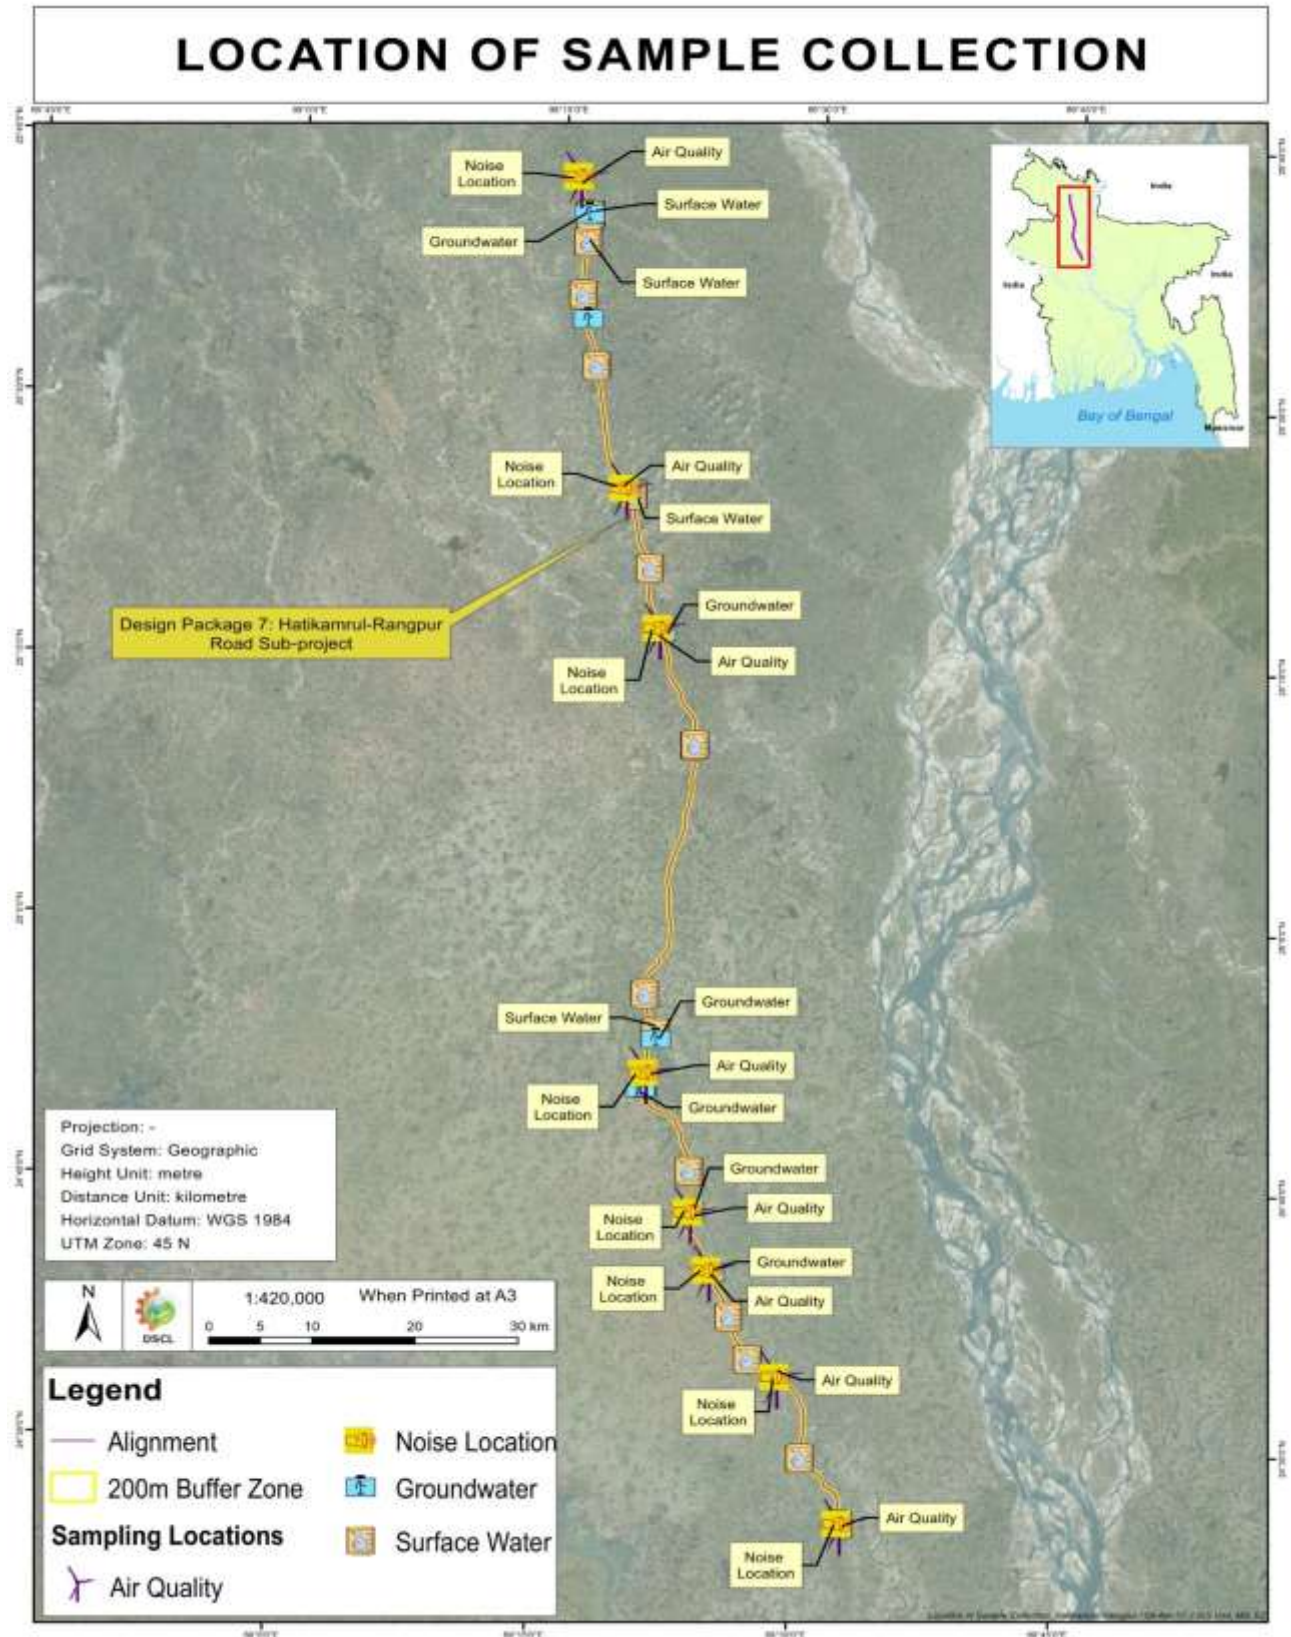 LOCATION OF SAMPLE COLLECTION
Air Quality
Noise
Location
Surface Water
Groundwater
Surface Water
India
India
India
Bay of Bengal
Myanmar
Noise
Location
Air Quality
Surface Water
Design Package 7: Hatikamrul-Rangpur
Road Sub-project
Groundwater
Air Quality
Noise
Location
Groundwater
Surface Water
Air Quality
Noise
Location
Groundwater
Groundwater
Air Quality
Noise
Location
Groundwater
Noise
Location
Air Quality
Air Quality
Noise
Location
Air Quality
Noise
Location
Projection: -
Grid System: Geographic
Height Unit: metre
Distance Unit: kilometre
Horizontal Datum: WGS 1984
UTM Zone: 45 N
N
DSCL
1:420,000 When Printed at A3
0 5 10 20 30 km
Legend
Alignment
200m Buffer Zone
Sampling Locations
Air Quality
Noise Location
Groundwater
Surface Water